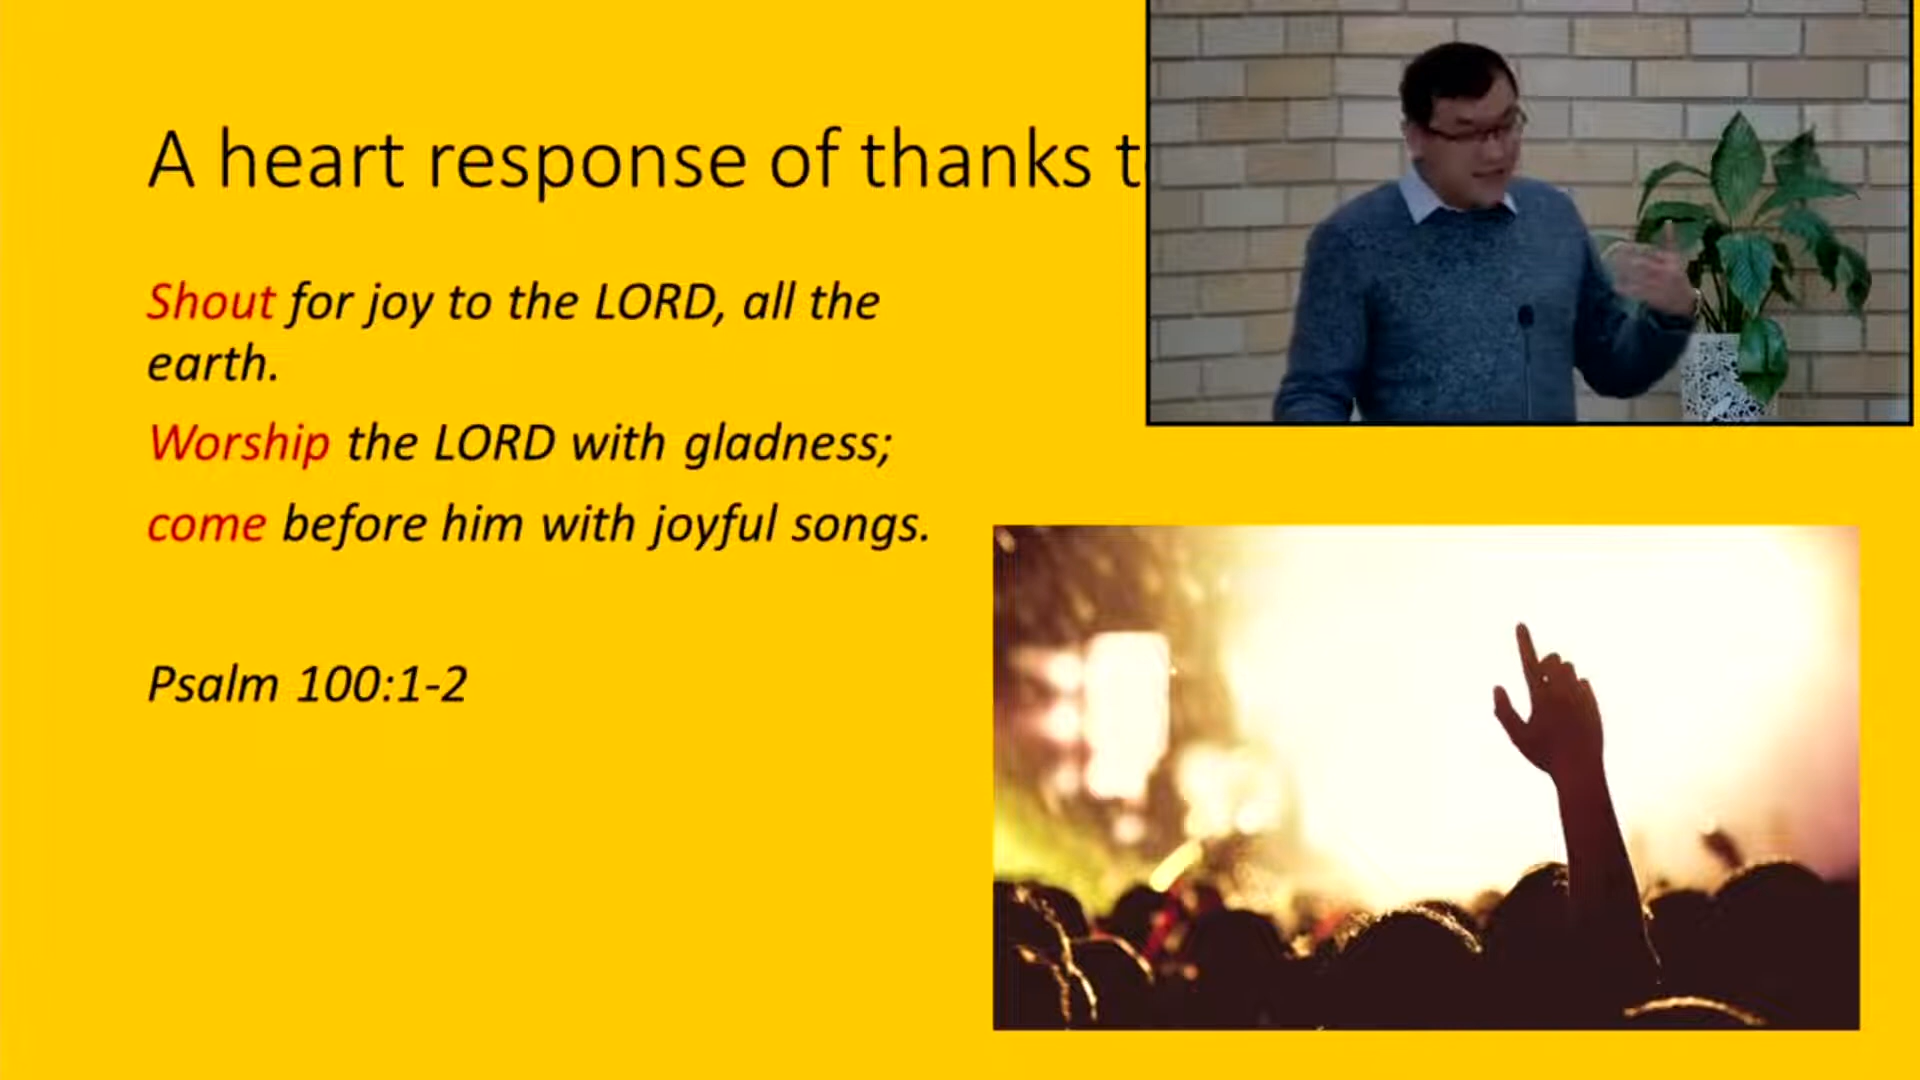 A heart response of thanks
Shout for joy to the LORD, all the
earth.
Worship the LORD with gladness;
come before him with joyful songs.
Psalm 100:1-2